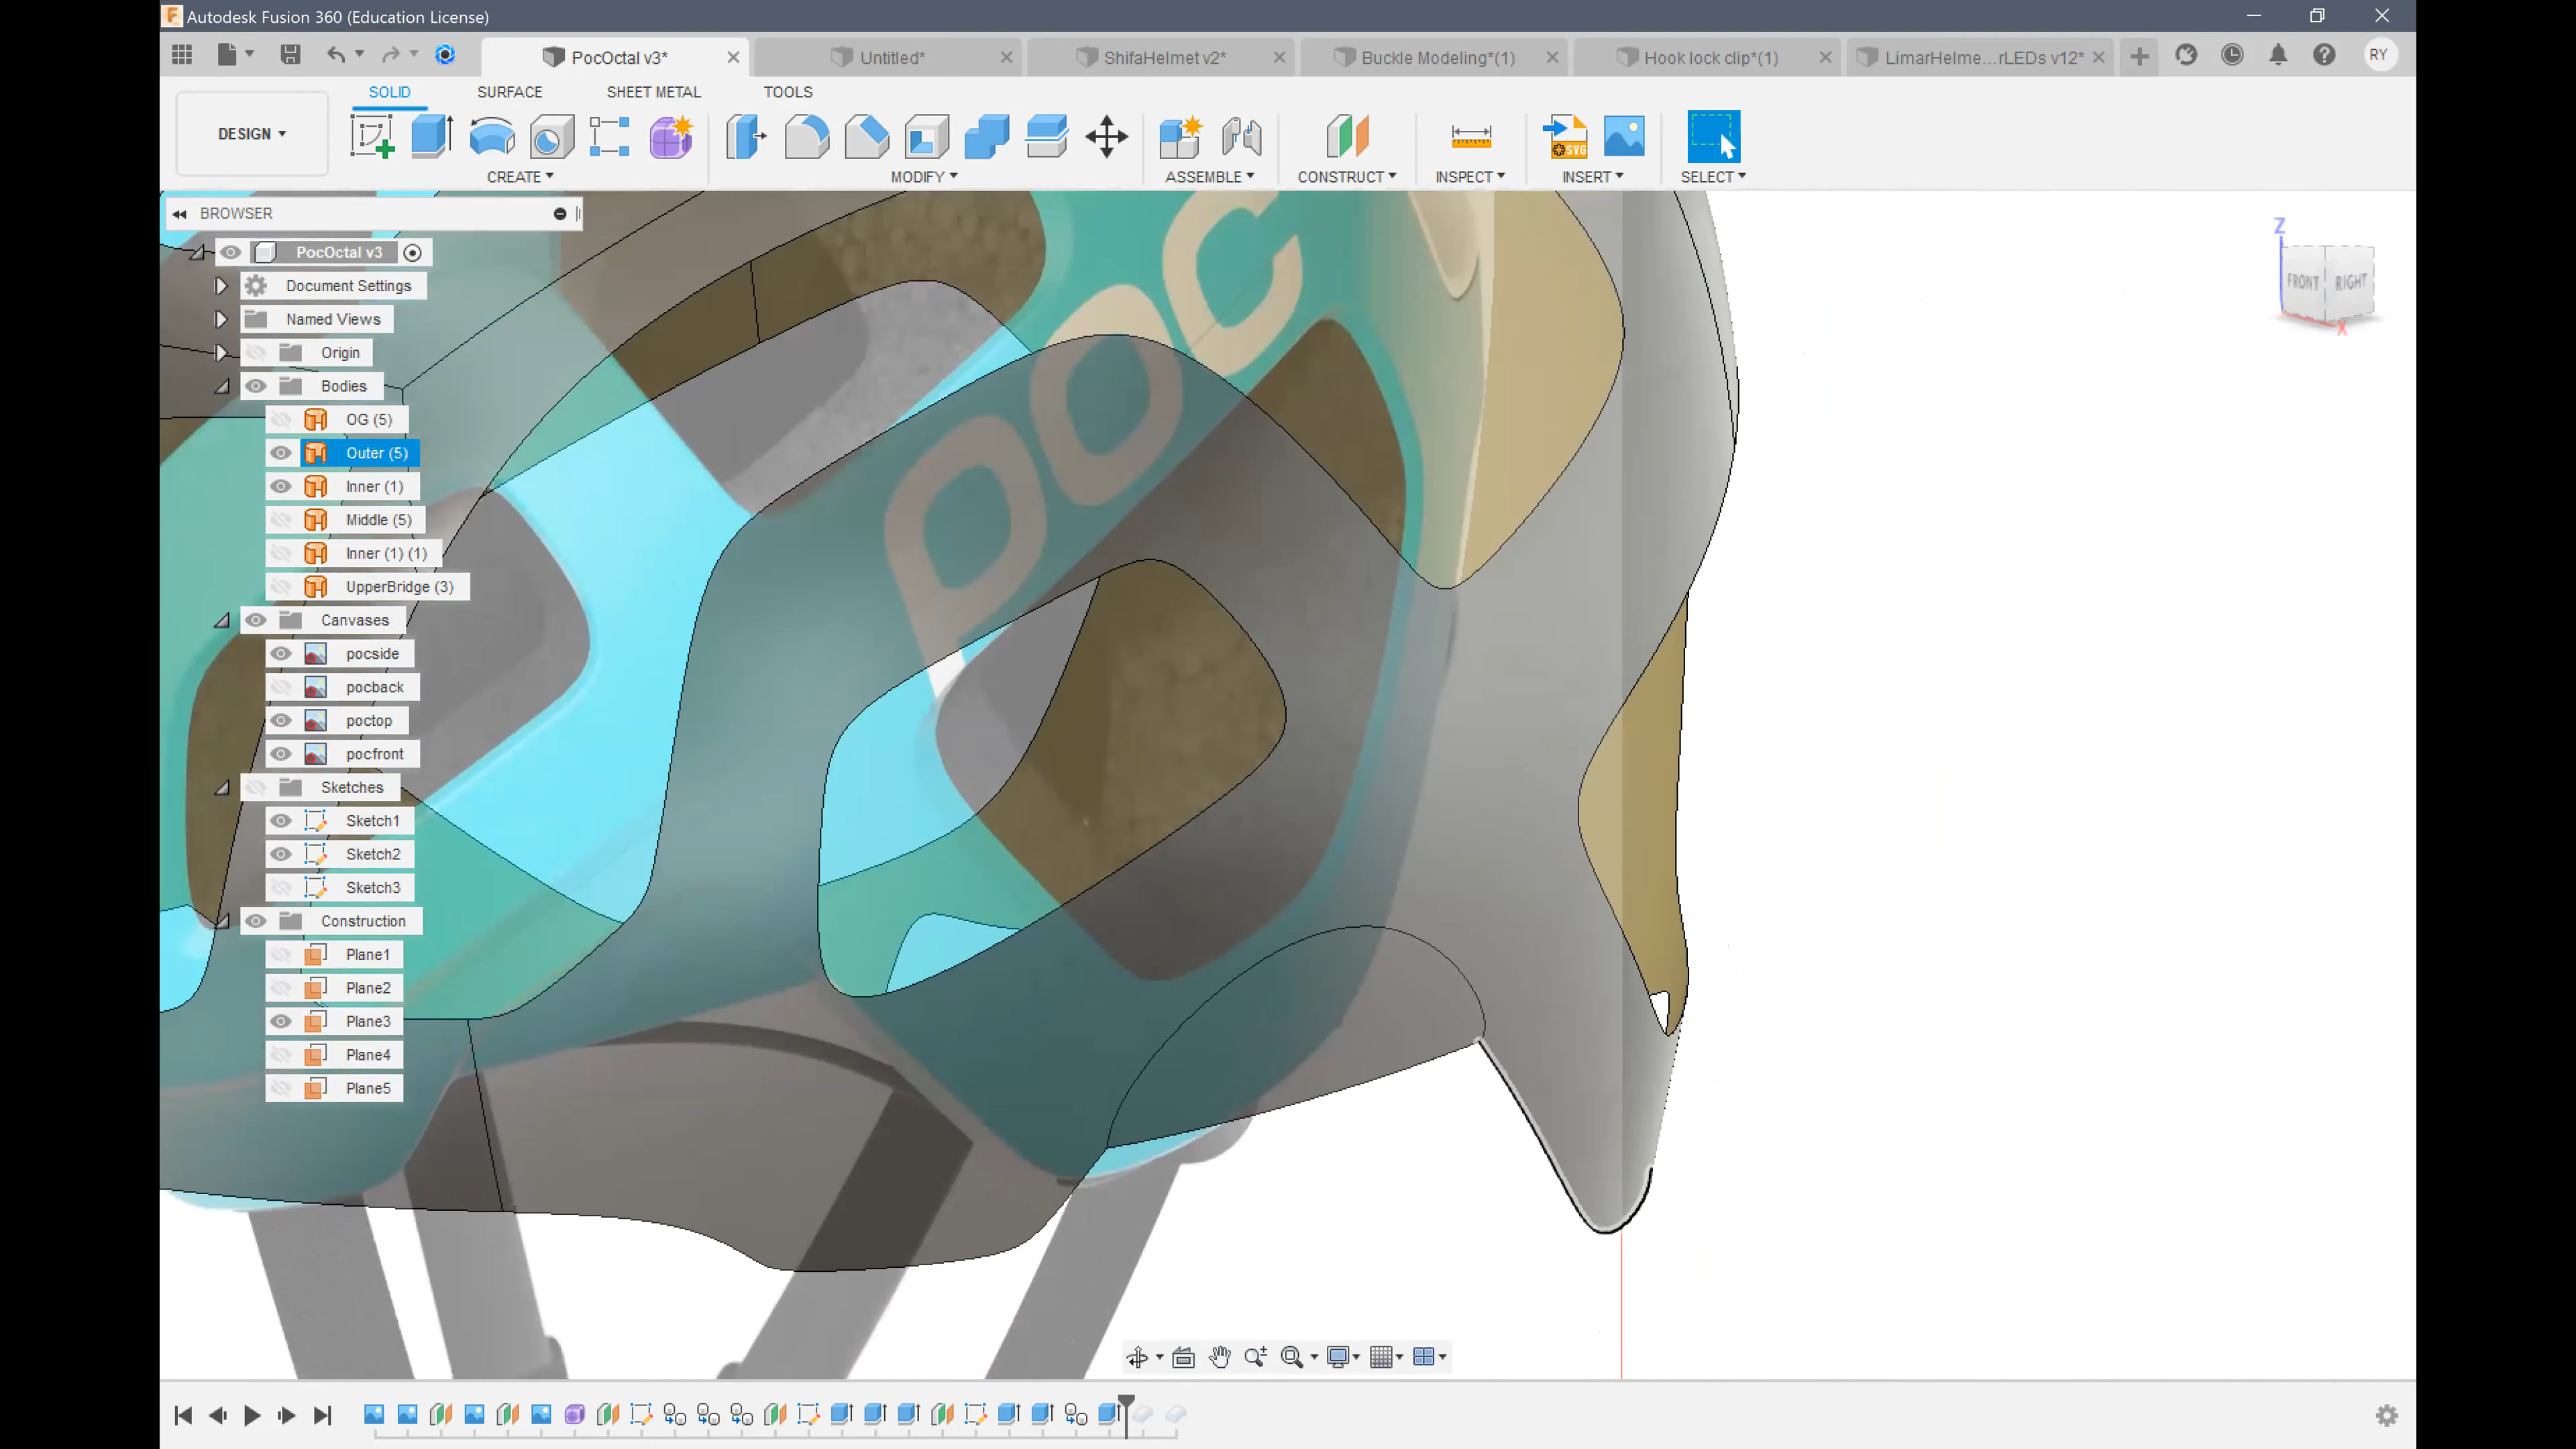 Autodesk Fusion 360 (Education License)
PocOctal v3*
Untitled*
ShifaHelmet v2*
Buckle Modeling*(1)
Hook lock clip*(1)
LimarHelme...rLEDs v12*
RY
SOLID
SURFACE
SHEET METAL
TOOLS
DESIGN
CREATE
MODIFY
ASSEMBLE
CONSTRUCT
INSPECT
SVG
INSERT
SELECT
BROWSER
PocOctal v3
Document Settings
Named Views
Origin
Bodies
OG (5)
Outer (5)
Inner (1)
Middle (5)
Inner (1) (1)
UpperBridge (3)
Canvases
pocside
pocback
poctop
pocfront
Sketches
Sketch1
Sketch2
Sketch3
Construction
Plane1
Plane2
Plane3
Plane4
Plane5
POC
Z
FRONT
RIGHT
X